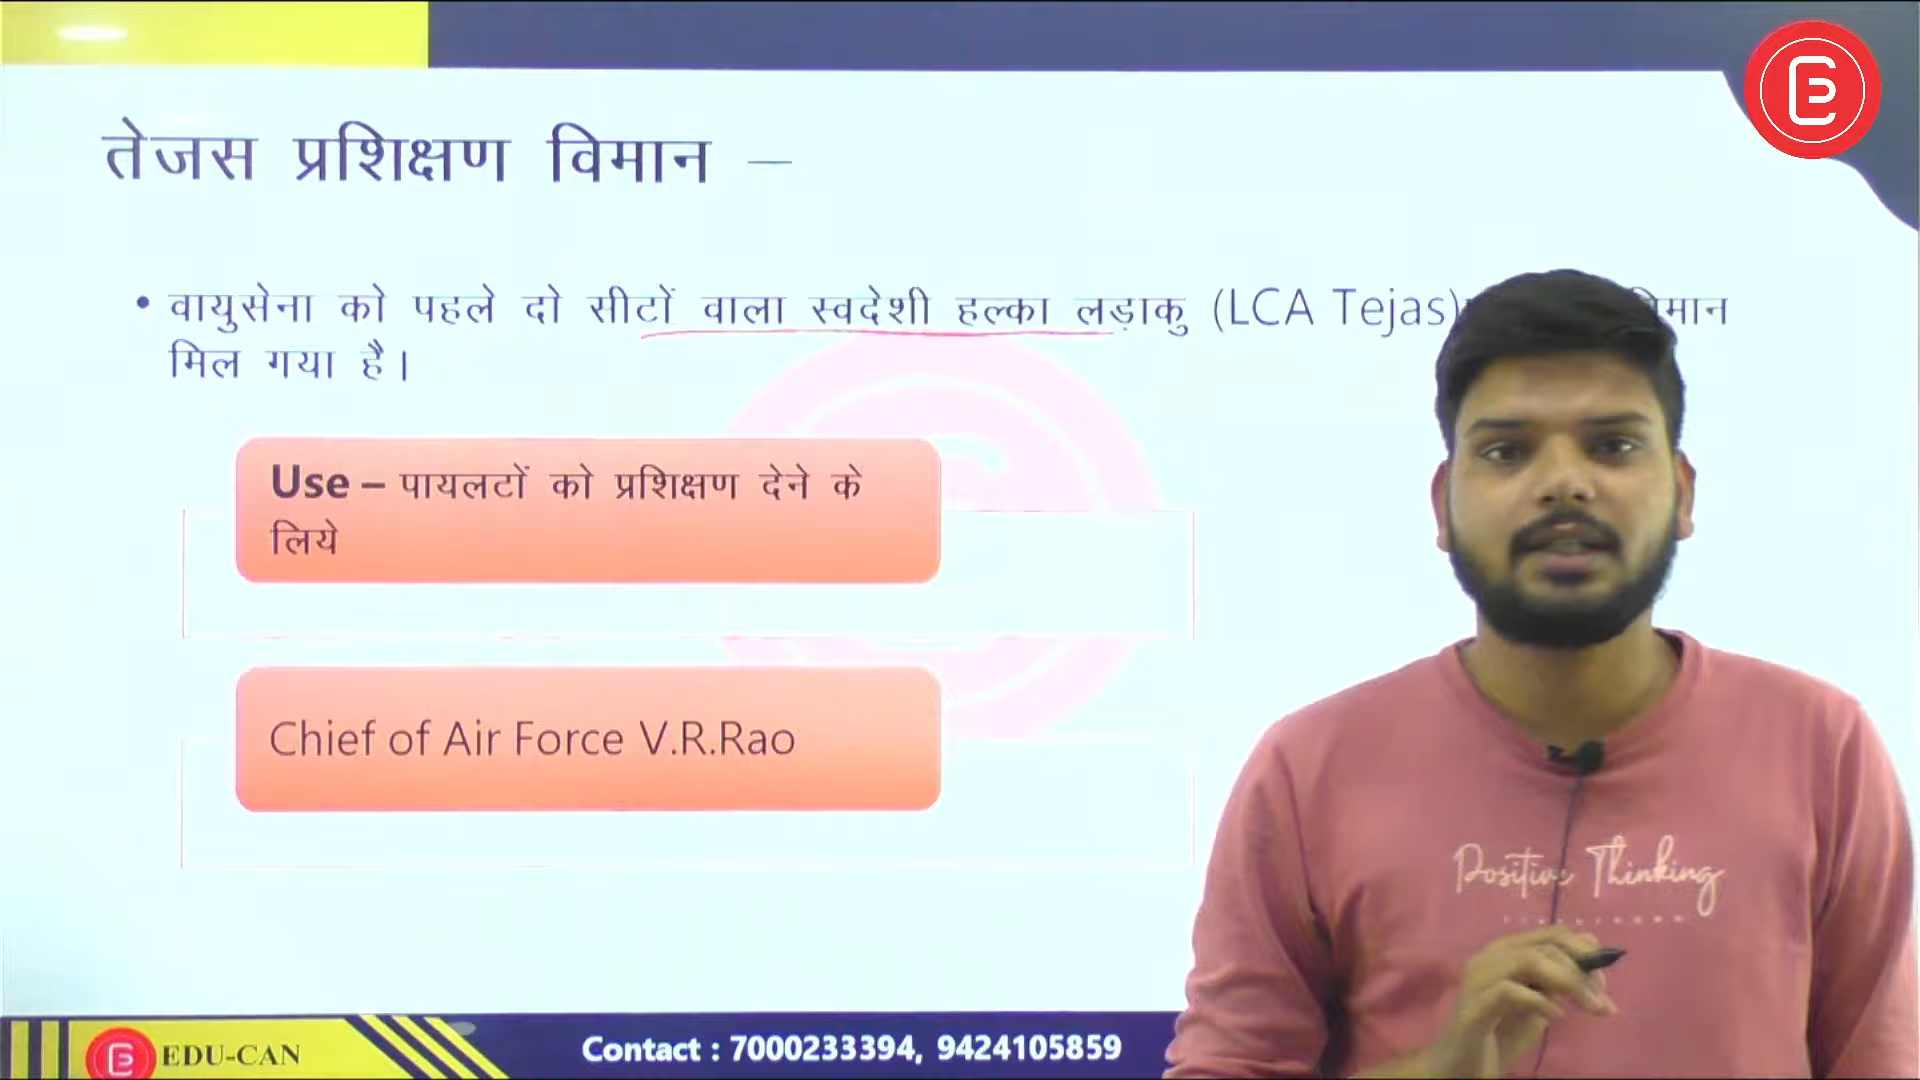 तेजस प्रशिक्षण विमान –
• वायुसेना को पहले दो सीटों वाला स्वदेशी हल्का लड़ाकु (LCA Tejas) विमान
मिल गया है।
Use – पायलटों को प्रशिक्षण देने के
लिये
Chief of Air Force V.R.Rao
Positive Thinking
EDU-CAN
Contact : 7000233394, 9424105859